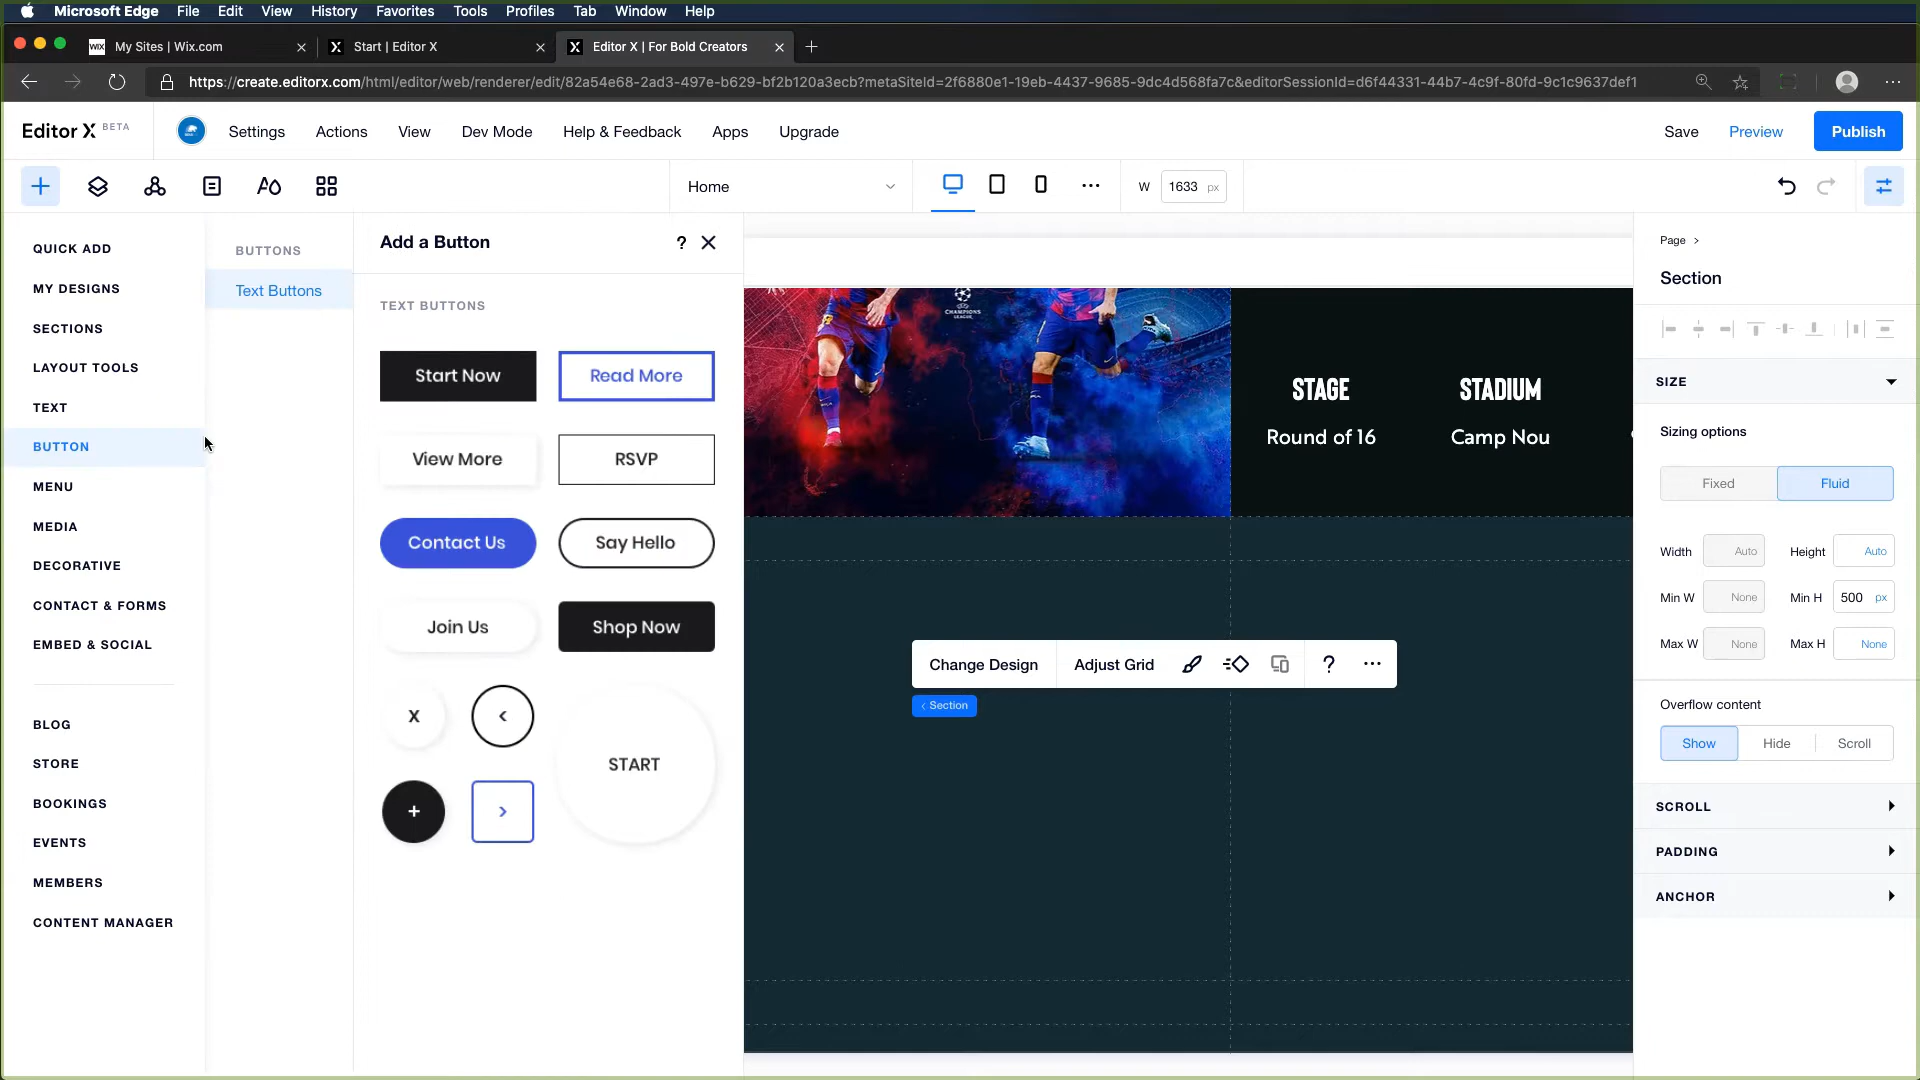 Microsoft Edge File Edit View History Favorites Tools Profiles Tab Window Help
WIX My Sites | Wix.com
X Start | Editor X
X Editor X | For Bold Creators
https://create.editorx.com/html/editor/web/renderer/edit/82a54e68-2ad3-497e-b629-bf2b120a3ecb?metaSiteId=2f6880e1-19eb-4437-9685-9dc4d568fa7c&editorSessionId=d6f44331-44b7-4c9f-80fd-9c1c9637def1
Editor X BETA
Settings Actions View Dev Mode Help & Feedback Apps Upgrade
Save Preview Publish
Home
W 1633 px
QUICK ADD
MY DESIGNS
SECTIONS
LAYOUT TOOLS
TEXT
BUTTON
MENU
MEDIA
DECORATIVE
CONTACT & FORMS
EMBED & SOCIAL
BLOG
STORE
BOOKINGS
EVENTS
MEMBERS
CONTENT MANAGER
BUTTONS
Text Buttons
Add a Button ?
TEXT BUTTONS
Start Now Read More
View More RSVP
Contact Us Say Hello
Join Us Shop Now
X <
START
+ >
CHAMPIONS
LEAGUE
STAGE
Round of 16
STADIUM
Camp Nou
Change Design Adjust Grid ?
< Section
Page >
Section
SIZE
Sizing options
Fixed Fluid
Width Auto Height Auto
Min W None Min H 500 px
Max W None Max H None
Overflow content
Show Hide Scroll
SCROLL
PADDING
ANCHOR